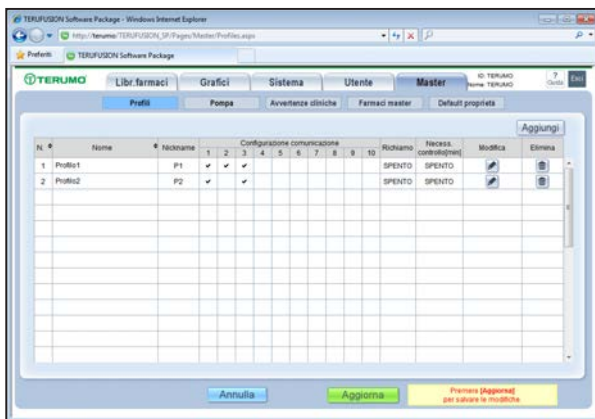 TERUFUSION Software Package - Windows Internet Explorer
http://terumo/TERUFUSION_SP/Pages/Master/Profiles.aspx
Preferiti TERUFUSION Software Package
TERUMO Libr.farmaci Grafici Sistema Utente Master ID: TERUMO Nome: TERUMO ? Guida Esci
Profili Pompa Avvertenze cliniche Farmaci master Default proprietà
Aggiungi
N. Nome Nickname Configurazione comunicazione Richiamo Necess. controllo[min] Modifica Elimina
1 2 3 4 5 6 7 8 9 10
1 Profilo1 P1 ✔ ✔ ✔ SPENTO SPENTO
2 Profilo2 P2 ✔ ✔ SPENTO SPENTO
Annulla Aggiorna Premere [Aggiorna]
per salvare le modifiche.